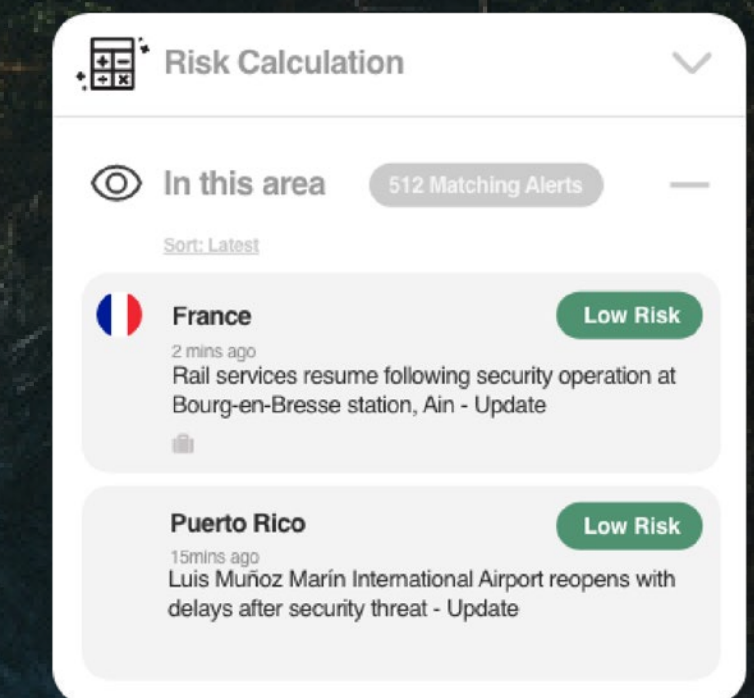 Risk Calculation
In this area
512 Matching Alerts
Sort: Latest
France
Low Risk
2 mins ago
Rail services resume following security operation at
Bourg-en-Bresse station, Ain - Update
Puerto Rico
Low Risk
15mins ago
Luis Muñoz Marín International Airport reopens with
delays after security threat - Update